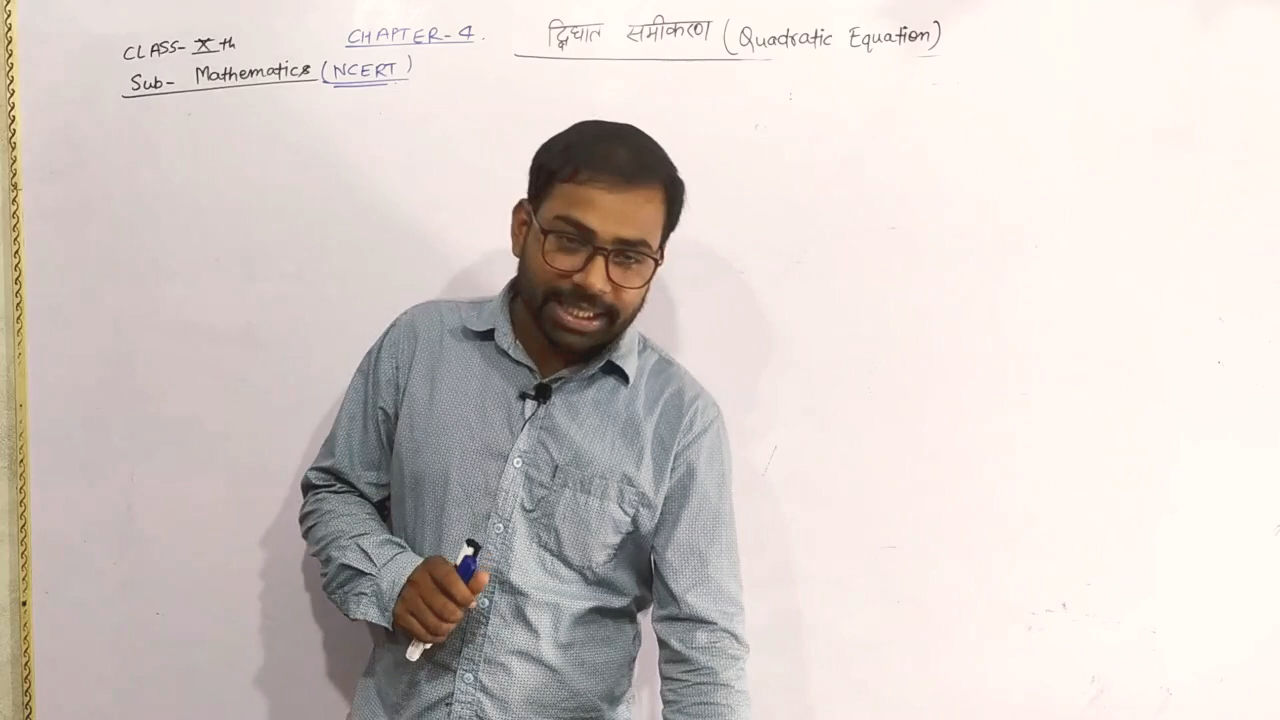 CLASS- Xth
CHAPTER-4.
द्विघात समीकरण (Quadratic Equation)
Sub- Mathematics (NCERT)